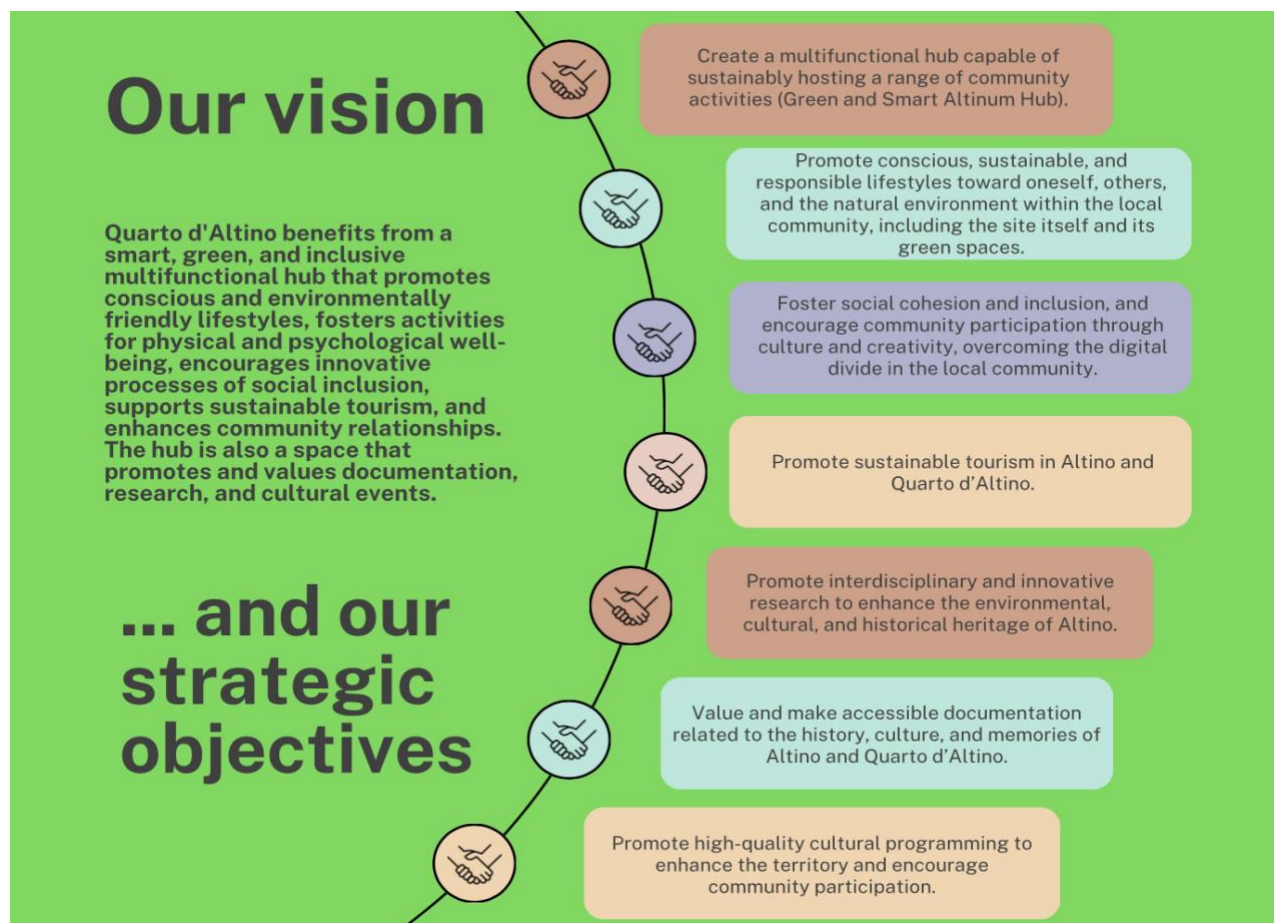 Our vision
Quarto d'Altino benefits from a
smart, green, and inclusive
multifunctional hub that promotes
conscious and environmentally
friendly lifestyles, fosters activities
for physical and psychological well-
being, encourages innovative
processes of social inclusion,
supports sustainable tourism, and
enhances community relationships.
The hub is also a space that
promotes and values documentation,
research, and cultural events.
... and our
strategic
objectives
Create a multifunctional hub capable of
sustainably hosting a range of community
activities (Green and Smart Altinum Hub).
Promote conscious, sustainable, and
responsible lifestyles toward oneself, others,
and the natural environment within the local
community, including the site itself and its
green spaces.
Foster social cohesion and inclusion, and
encourage community participation through
culture and creativity, overcoming the digital
divide in the local community.
Promote sustainable tourism in Altino and
Quarto d’Altino.
Promote interdisciplinary and innovative
research to enhance the environmental,
cultural, and historical heritage of Altino.
Value and make accessible documentation
related to the history, culture, and memories of
Altino and Quarto d’Altino.
Promote high-quality cultural programming to
enhance the territory and encourage
community participation.